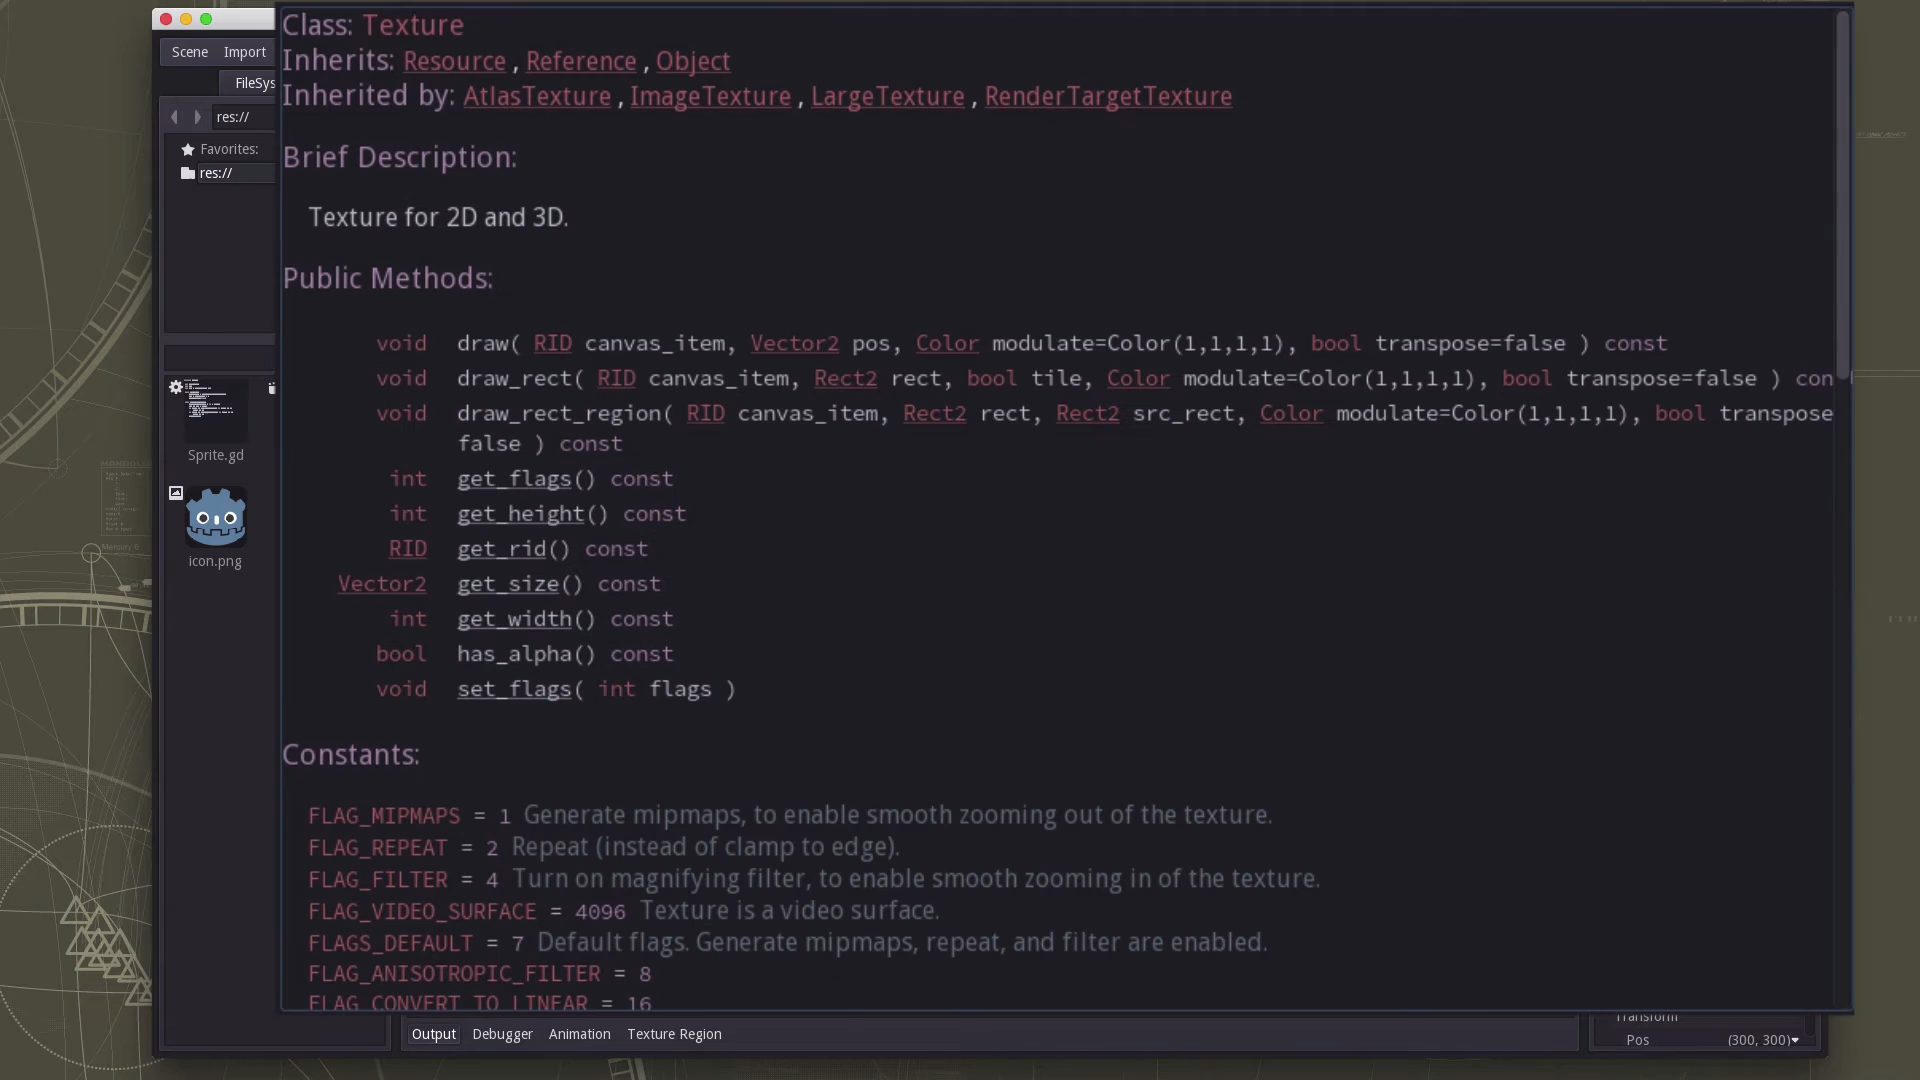 Class: Texture
Inherits: Resource , Reference , Object
Inherited by: AtlasTexture , ImageTexture , LargeTexture , RenderTargetTexture
Scene Import
FileSys
res://
Favorites:
res://
Brief Description:
Texture for 2D and 3D.
Public Methods:
void draw( RID canvas_item, Vector2 pos, Color modulate=Color(1,1,1,1), bool transpose=false ) const
void draw_rect( RID canvas_item, Rect2 rect, bool tile, Color modulate=Color(1,1,1,1), bool transpose=false ) con
void draw_rect_region( RID canvas_item, Rect2 rect, Rect2 src_rect, Color modulate=Color(1,1,1,1), bool transpose
false ) const
int get_flags() const
int get_height() const
RID get_rid() const
Vector2 get_size() const
int get_width() const
bool has_alpha() const
void set_flags( int flags )
Sprite.gd
icon.png
Constants:
FLAG_MIPMAPS = 1 Generate mipmaps, to enable smooth zooming out of the texture.
FLAG_REPEAT = 2 Repeat (instead of clamp to edge).
FLAG_FILTER = 4 Turn on magnifying filter, to enable smooth zooming in of the texture.
FLAG_VIDEO_SURFACE = 4096 Texture is a video surface.
FLAGS_DEFAULT = 7 Default flags. Generate mipmaps, repeat, and filter are enabled.
FLAG_ANISOTROPIC_FILTER = 8
FLAG_CONVERT_TO_LINEAR = 16
Output Debugger Animation Texture Region
Transform
Pos (300, 300)